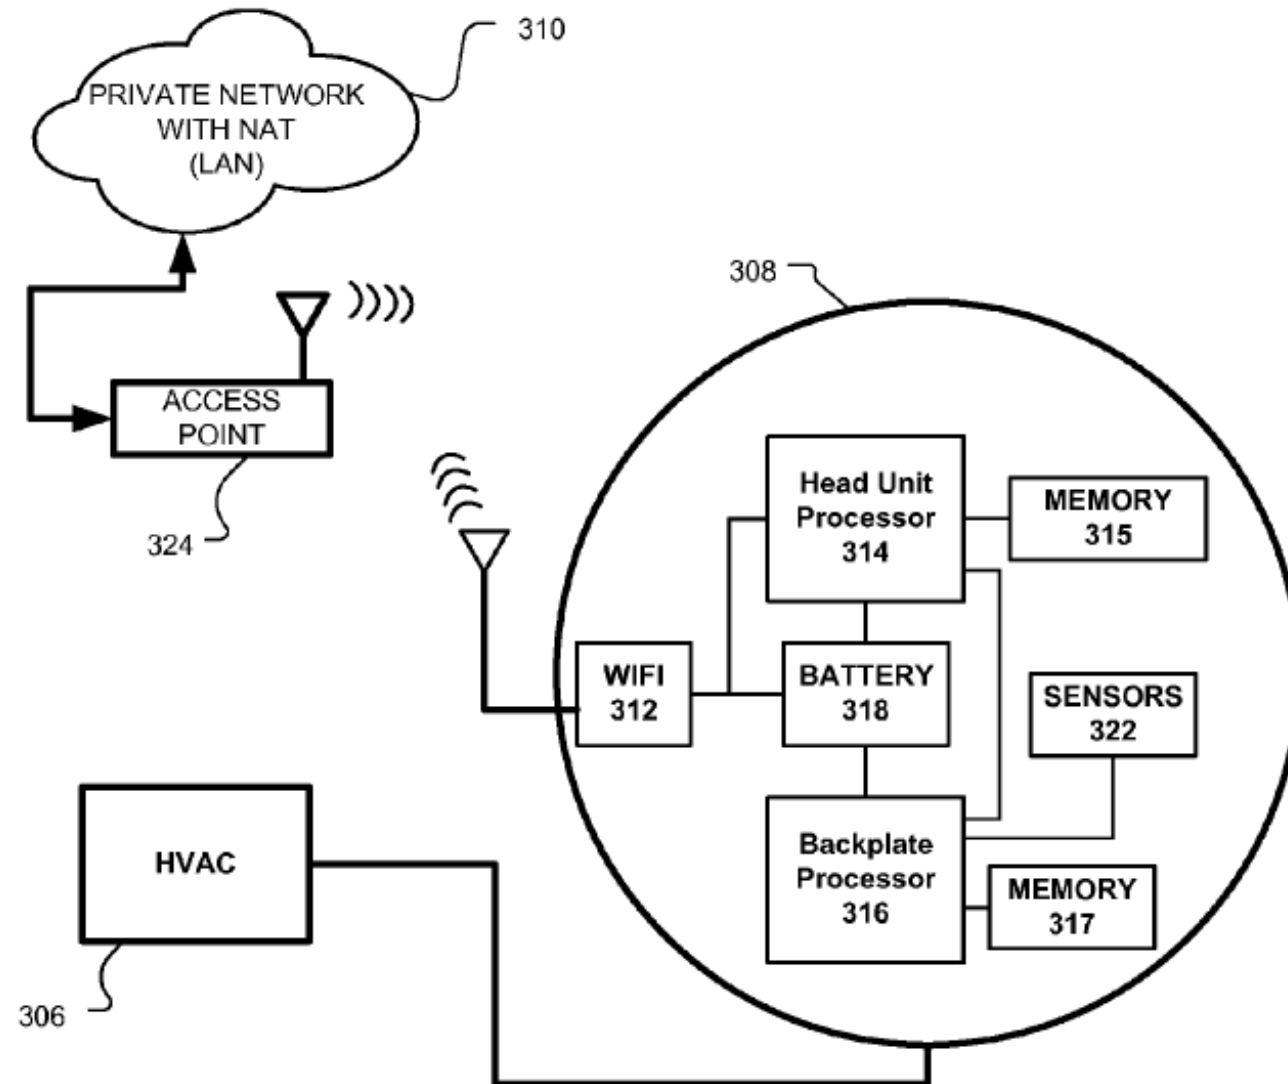 310
PRIVATE NETWORK
WITH NAT
(LAN)
308
ACCESS
POINT
324
Head Unit
Processor
314
MEMORY
315
WIFI
312
BATTERY
318
SENSORS
322
HVAC
306
Backplate
Processor
316
MEMORY
317